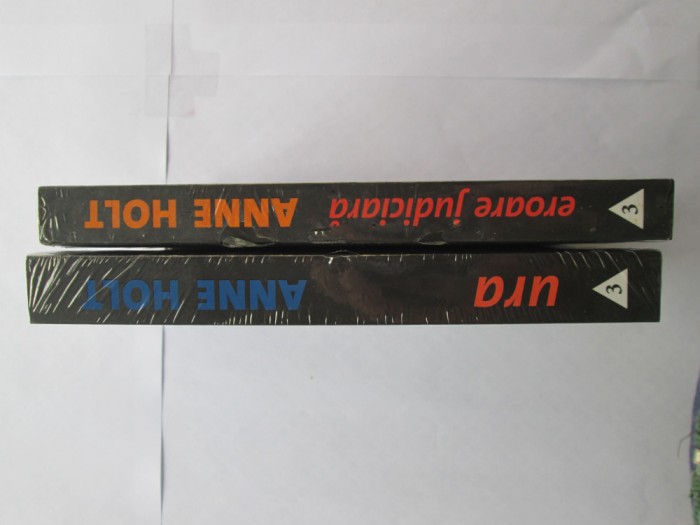 ANNE HOLT ura 3
ANNE HOLT eroare judiciară 3